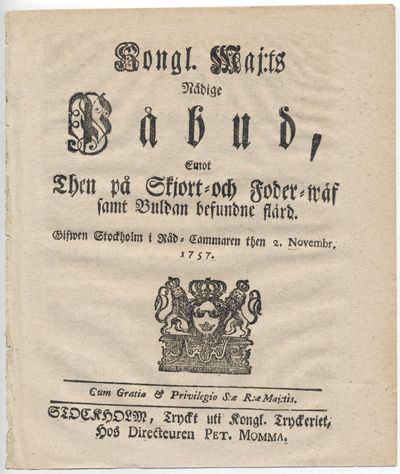 Kongl. Maj:ts
Nådige
Påbud,
Emot
Then på Skjort-och Foder-wäf
samt Buldan befundne flärd.
Gifwen Stockholm i Råd-Cammaren then 2. Novembr.
1757.
Cum Gratia & Privilegio S:æ R:æ Maj:tis.
STOCKHOLM, Tryckt uti Kongl. Tryckeriet,
Hos Directeuren PET. MOMMA.